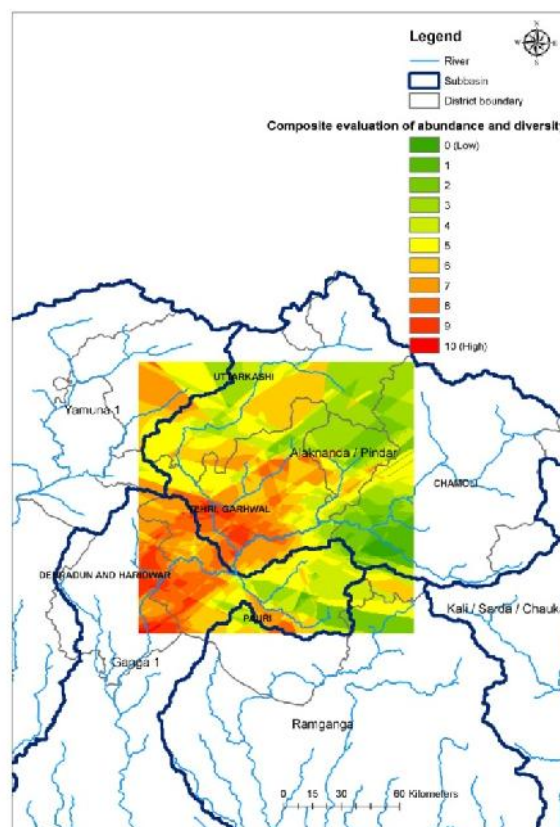 Legend
N
W
E
S
River
Subbasin
District boundary
Composite evaluation of abundance and diversity
0 (Low)
1
2
3
4
5
6
7
8
9
10 (High)
UTTARKASHI
Yamuna 1
Alaknanda / Pindar
CHAMOLI
TEHRI GARHWAL
DEHRADUN AND HARIDWAR
Kali / Sarda / Chauk
PAURI
Ganga 1
Ramganga
0 15 30 60 Kilometers